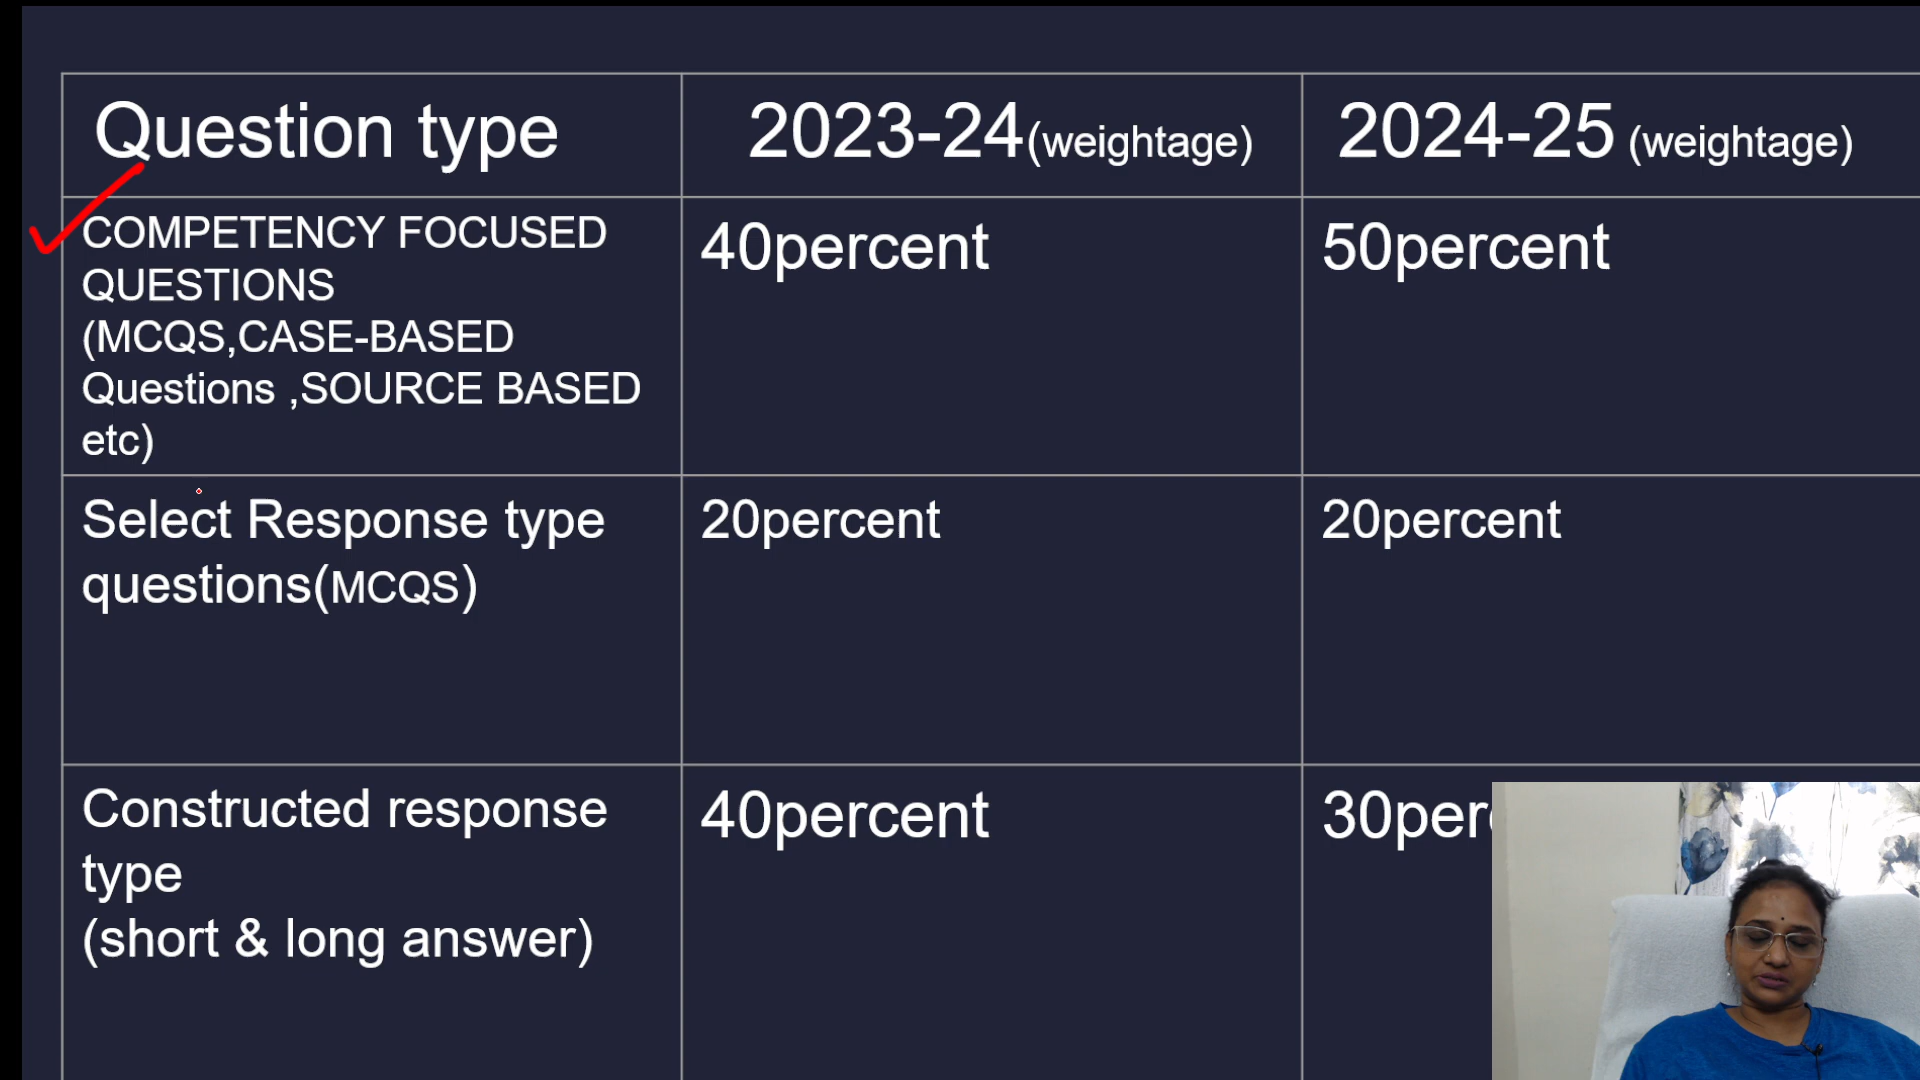 Question type 2023-24(weightage) 2024-25 (weightage)
COMPETENCY FOCUSED 40percent 50percent
QUESTIONS
(MCQS,CASE-BASED
Questions ,SOURCE BASED
etc)
Select Response type 20percent 20percent
questions(MCQS)
Constructed response 40percent 30per
type
(short & long answer)